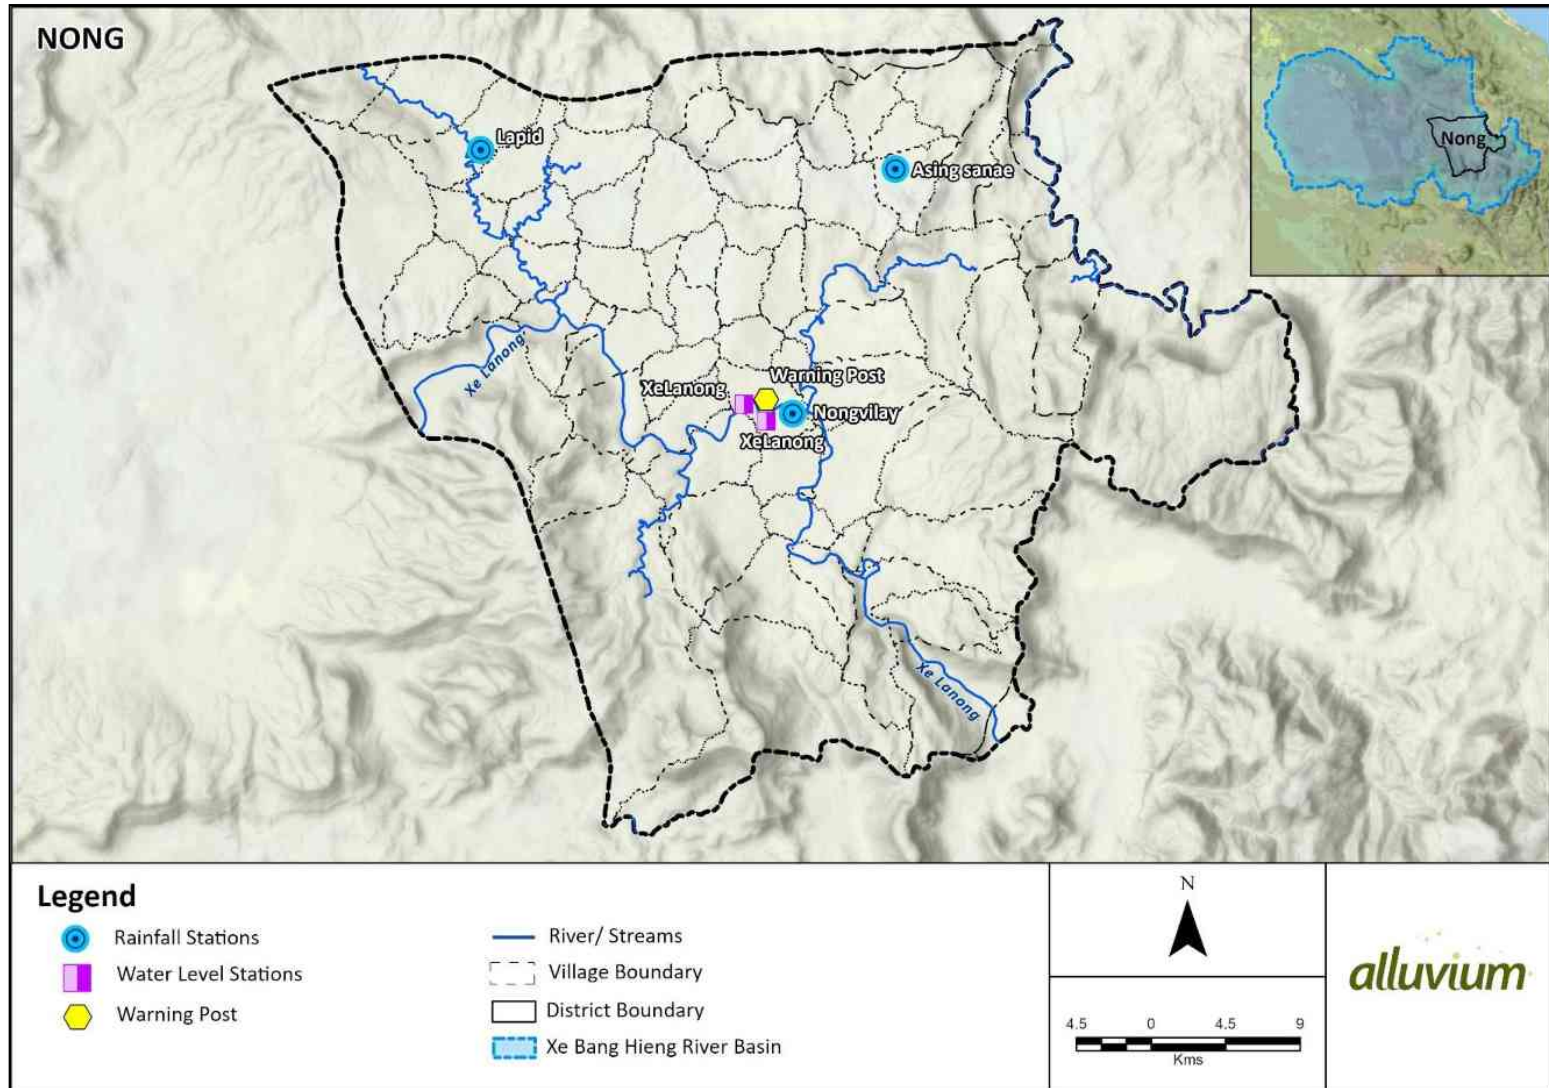 NONG
Nong
Lapid
Asing sanae
Xe Lanong
Warning Post
XeLanong
Nongvilay
XeLanong
Xe Lanong
Legend
Rainfall Stations
Water Level Stations
Warning Post
River/ Streams
Village Boundary
District Boundary
Xe Bang Hieng River Basin
N
4.5 0 4.5 9
Kms
alluvium